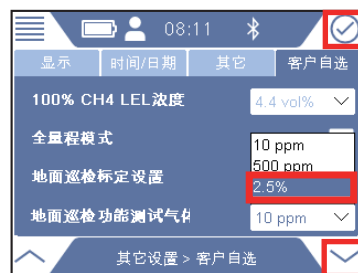 08:11
显示 时间/日期 其它 客户自选
100% CH4 LEL浓度 4.4 vol%
全量程模式
10 ppm
500 ppm
地面巡检标定设置
2.5%
地面巡检功能测试气体 10 ppm
其它设置 > 客户自选